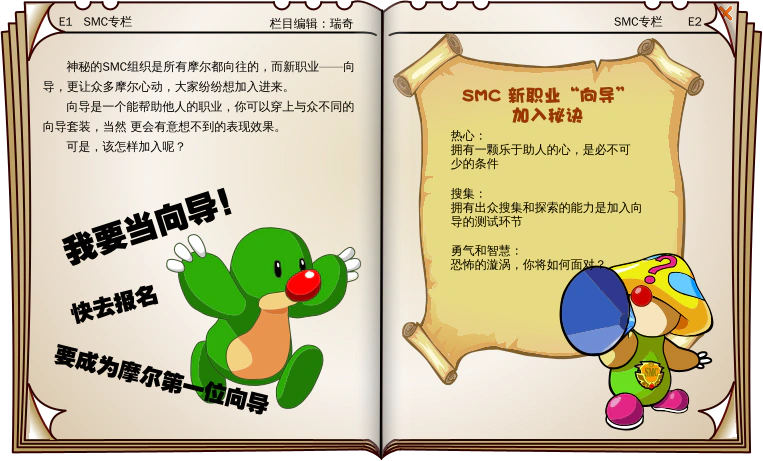 E1 SMC专栏
栏目编辑：瑞奇
神秘的SMC组织是所有摩尔都向往的，而新职业——向
导，更让众多摩尔心动，大家纷纷想加入进来。
向导是一个能帮助他人的职业，你可以穿上与众不同的
向导套装，当然 更会有意想不到的表现效果。
可是，该怎样加入呢？
我要当向导！
快去报名
要成为摩尔第一位向导
SMC专栏 E2
SMC 新职业“向导”
加入秘诀
热心：
拥有一颗乐于助人的心，是必不可
少的条件
搜集：
拥有出众搜集和探索的能力是加入向
导的测试环节
勇气和智慧：
恐怖的漩涡，你将如何面对？
?
SMC